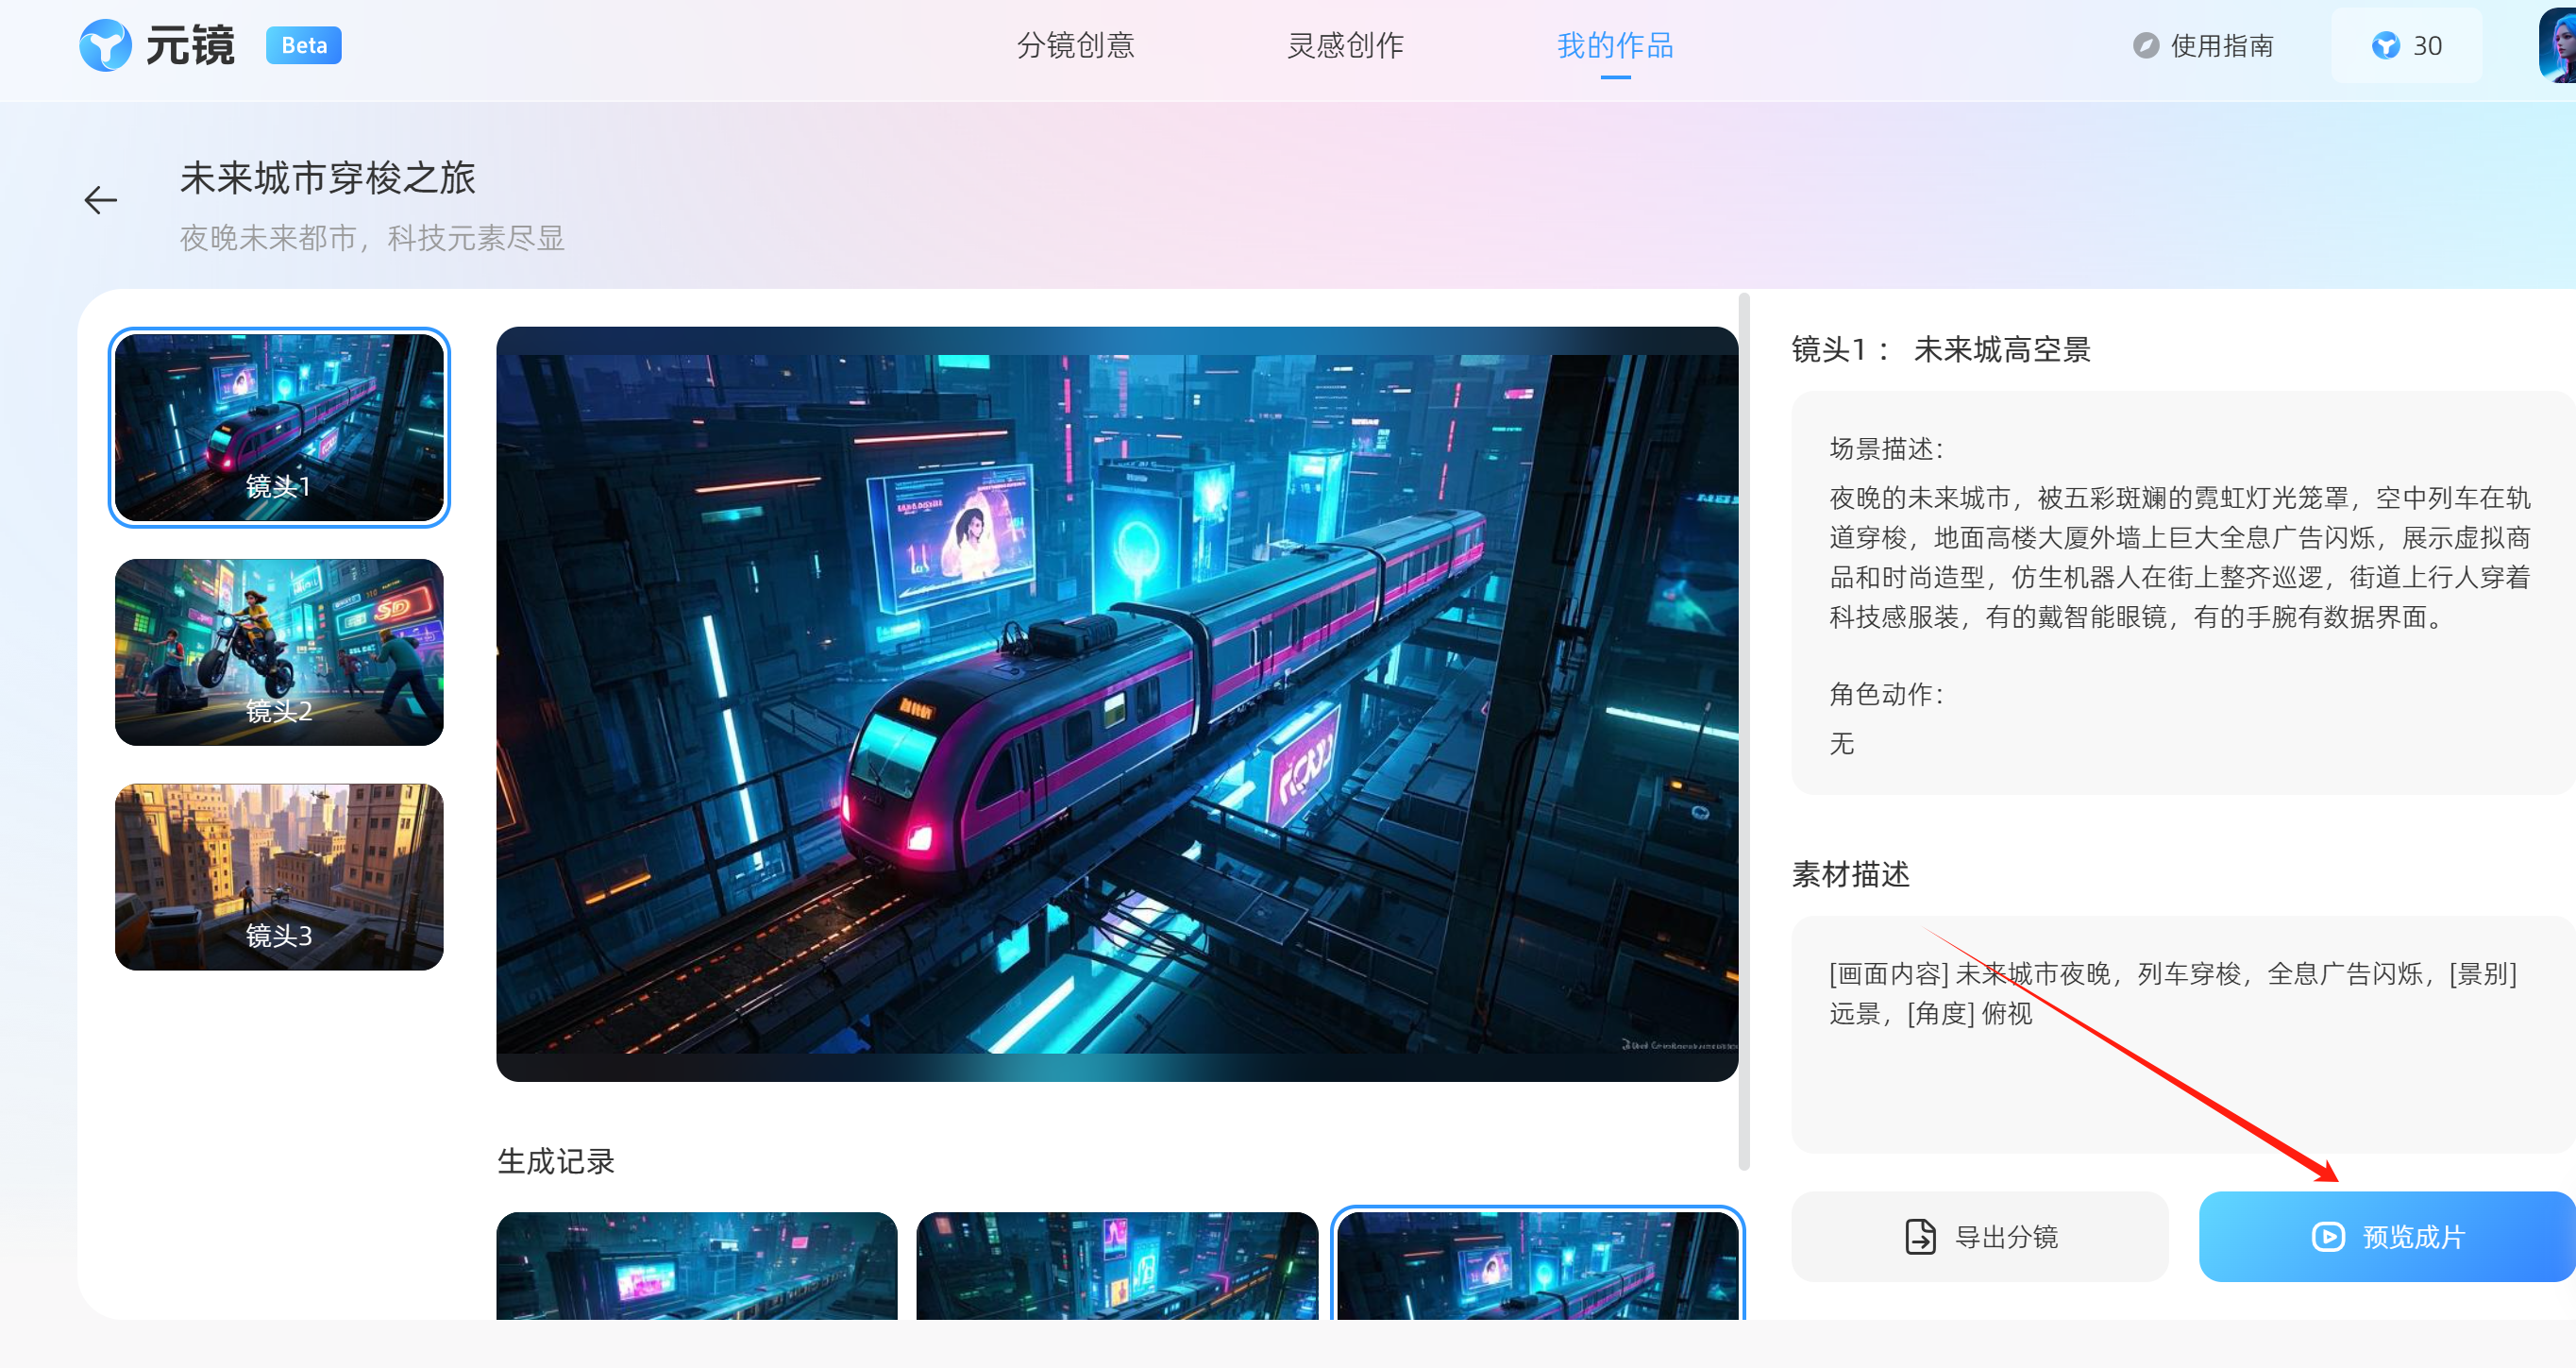 元镜 Beta
分镜创意
灵感创作
我的作品
使用指南
30
未来城市穿梭之旅
夜晚未来都市，科技元素尽显
镜头1
SD
镜头2
镜头3
镜头1 ： 未来城高空景
场景描述：
夜晚的未来城市，被五彩斑斓的霓虹灯光笼罩，空中列车在轨
道穿梭，地面高楼大厦外墙上巨大全息广告闪烁，展示虚拟商
品和时尚造型，仿生机器人在街上整齐巡逻，街道上行人穿着
科技感服装，有的戴智能眼镜，有的手腕有数据界面。
角色动作：
无
素材描述
[画面内容] 未来城市夜晚，列车穿梭，全息广告闪烁，[景别]
远景，[角度] 俯视
生成记录
导出分镜
预览成片